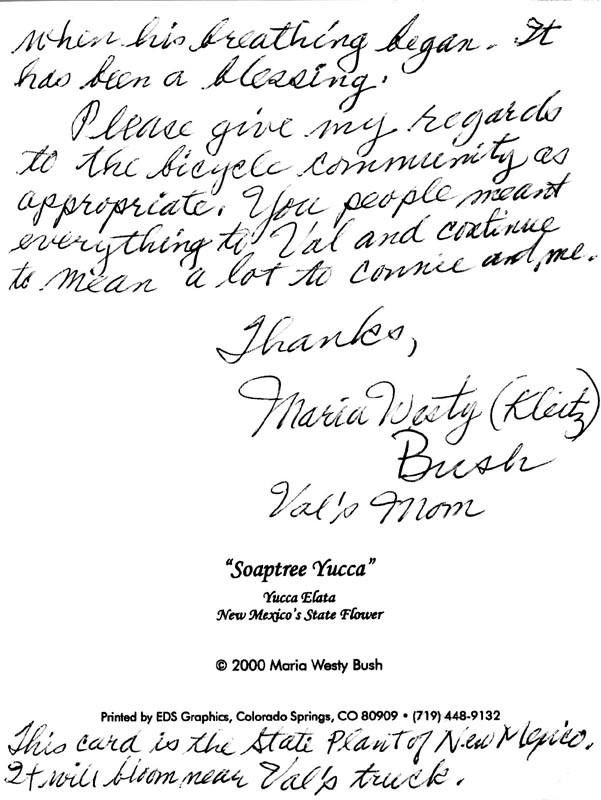 when his breathing began. It
has been a blessing.
Please give my regards
to the bicycle community as
appropriate. You people meant
everything to Val and continue
to mean a lot to Connie and me.
Thanks,
Maria Westy (Kleitz)
Bush
Val's Mom
"Soaptree Yucca"
Yucca Elata
New Mexico's State Flower
© 2000 Maria Westy Bush
Printed by EDS Graphics, Colorado Springs, CO 80909 • (719) 448-9132
This card is the State Plant of New Mexico.
It will bloom near Val's truck.